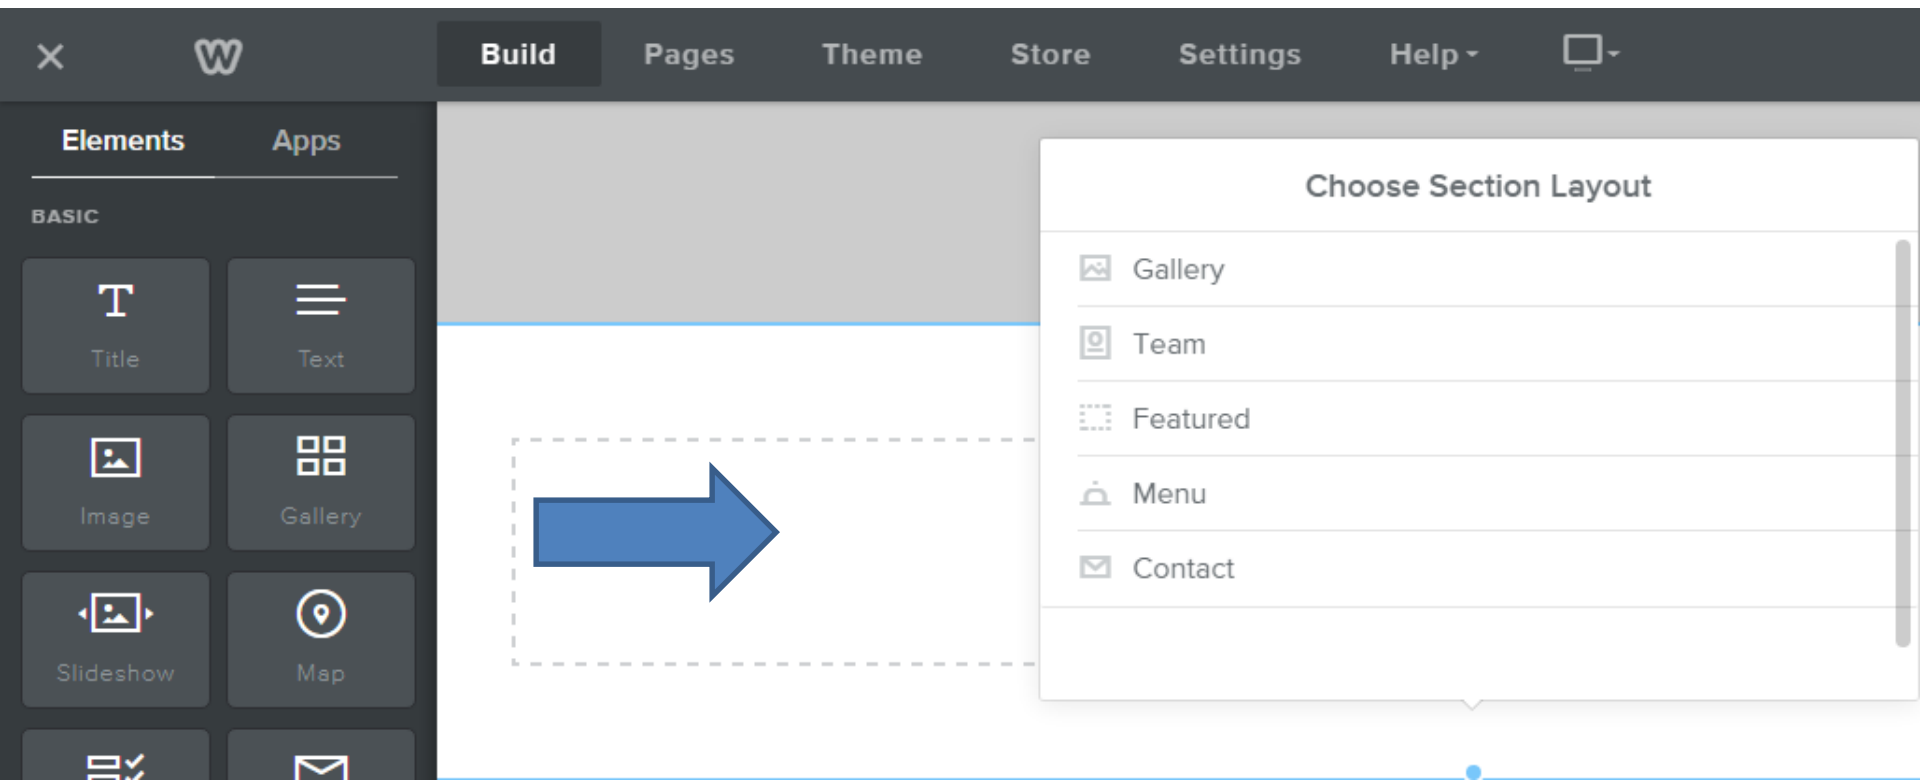 Build Pages Theme Store Settings Help
Elements Apps
BASIC
Title Text
Image Gallery
Slideshow Map
Choose Section Layout
Gallery
Team
Featured
Menu
Contact